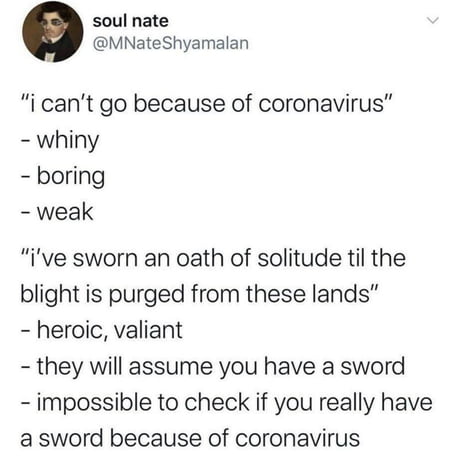 soul nate
@MNateShyamalan
“i can’t go because of coronavirus”
- whiny
- boring
- weak
“i’ve sworn an oath of solitude til the
blight is purged from these lands”
- heroic, valiant
- they will assume you have a sword
- impossible to check if you really have
a sword because of coronavirus